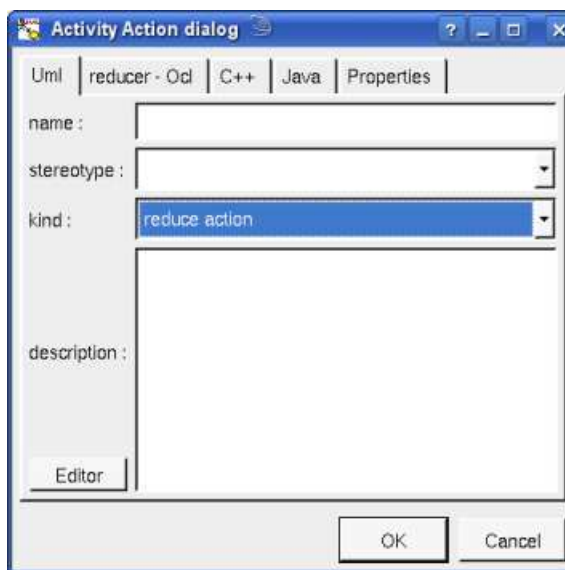 Activity Action dialog
Uml reducer - Ocl C++ Java Properties
name :
stereotype :
kind : reduce action
description :
Editor
OK Cancel